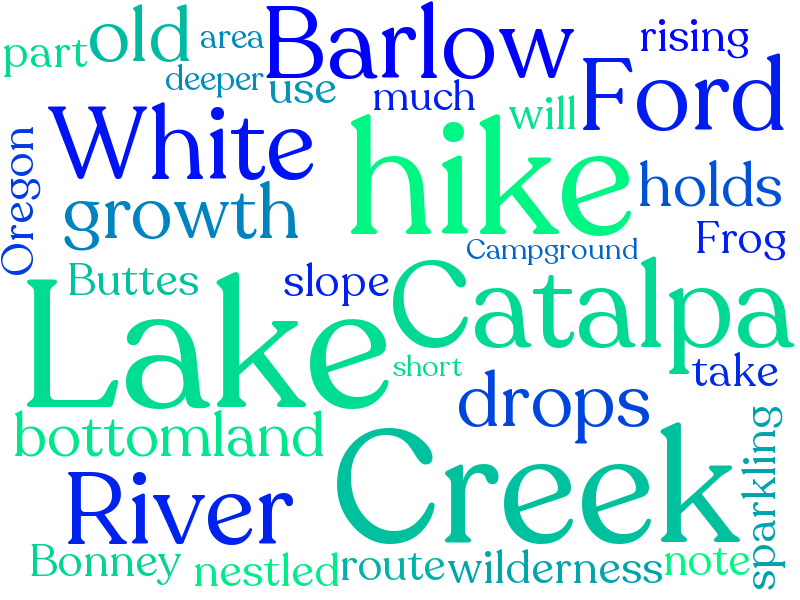 part
old
area
Barlow
rising
deeper
use
much
will
Ford
White
hike
Oregon
growth
holds
Frog
Campground
Buttes
slope
Catalpa
Lake
short
take
drops
bottomland
Creek
sparkling
River
Bonney
nestled
route
wilderness
note